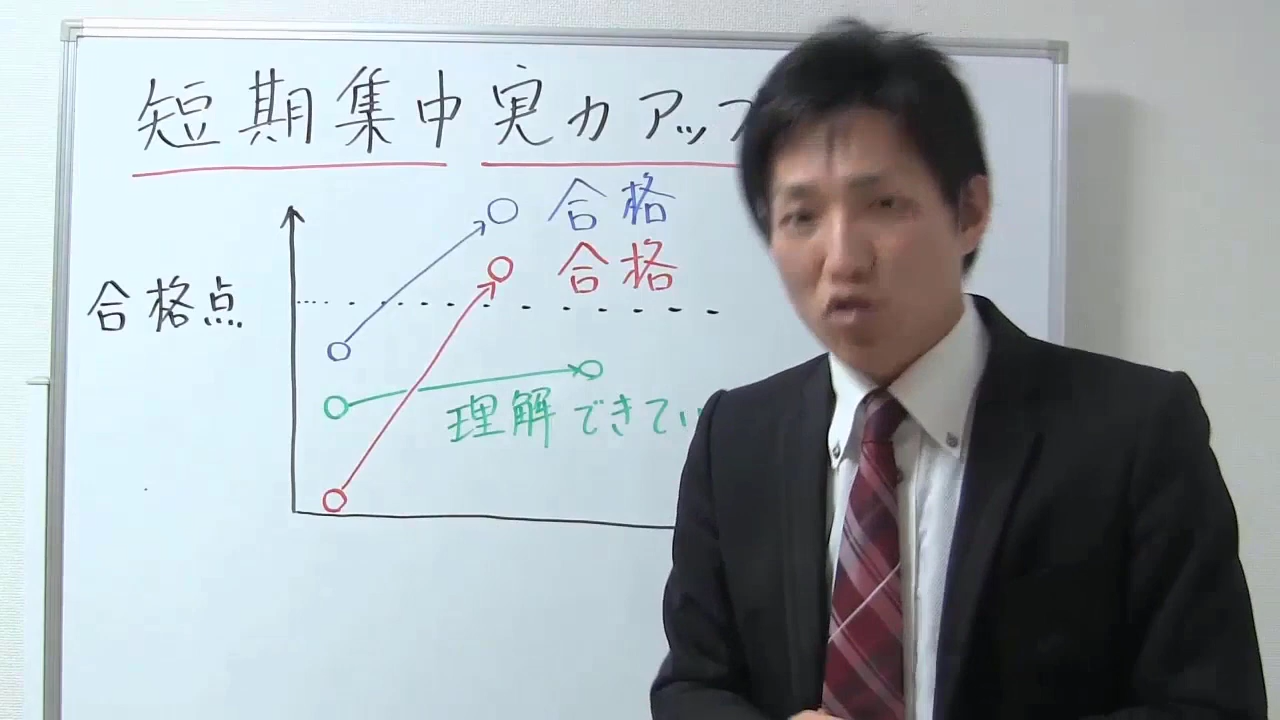 短期集中実力アッ
合格
合格
合格点
理解できてい